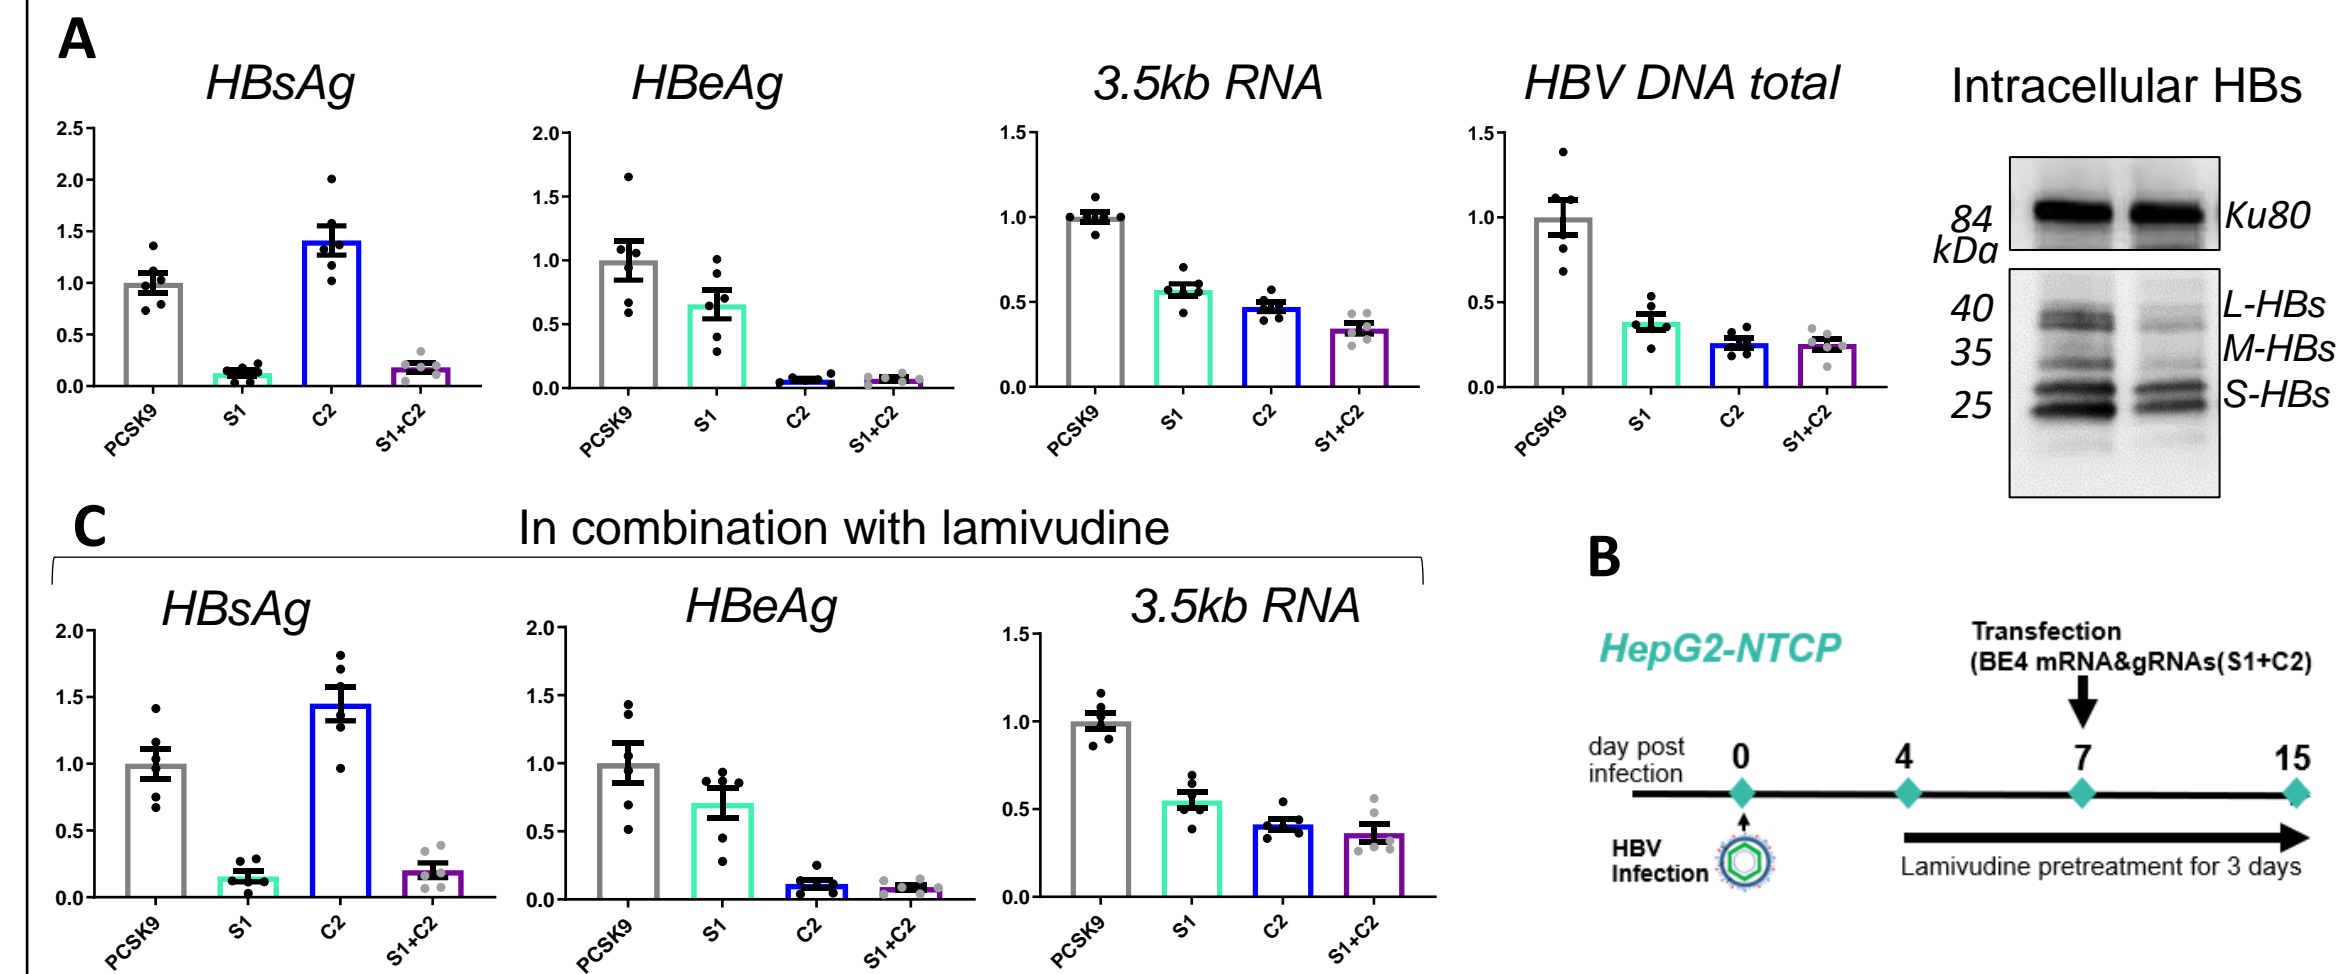 A
HBsAg
2.5
2.0
1.5
1.0
0.5
0.0
PCSK9
S1
C2
S1+C2
HBeAg
2.0
1.5
1.0
0.5
0.0
PCSK9
S1
C2
S1+C2
3.5kb RNA
1.5
1.0
0.5
0.0
PCSK9
S1
C2
S1+C2
HBV DNA total
1.5
1.0
0.5
0.0
PCSK9
S1
C2
S1+C2
Intracellular HBs
84
kDa
Ku80
40
35
25
L-HBs
M-HBs
S-HBs
C
In combination with lamivudine
HBsAg
2.0
1.5
1.0
0.5
0.0
PCSK9
S1
C2
S1+C2
HBeAg
2.0
1.5
1.0
0.5
0.0
PCSK9
S1
C2
S1+C2
3.5kb RNA
1.5
1.0
0.5
0.0
PCSK9
S1
C2
S1+C2
B
HepG2-NTCP
Transfection
(BE4 mRNA&gRNAs(S1+C2)
day post
infection
0
4
7
15
HBV
Infection
Lamivudine pretreatment for 3 days